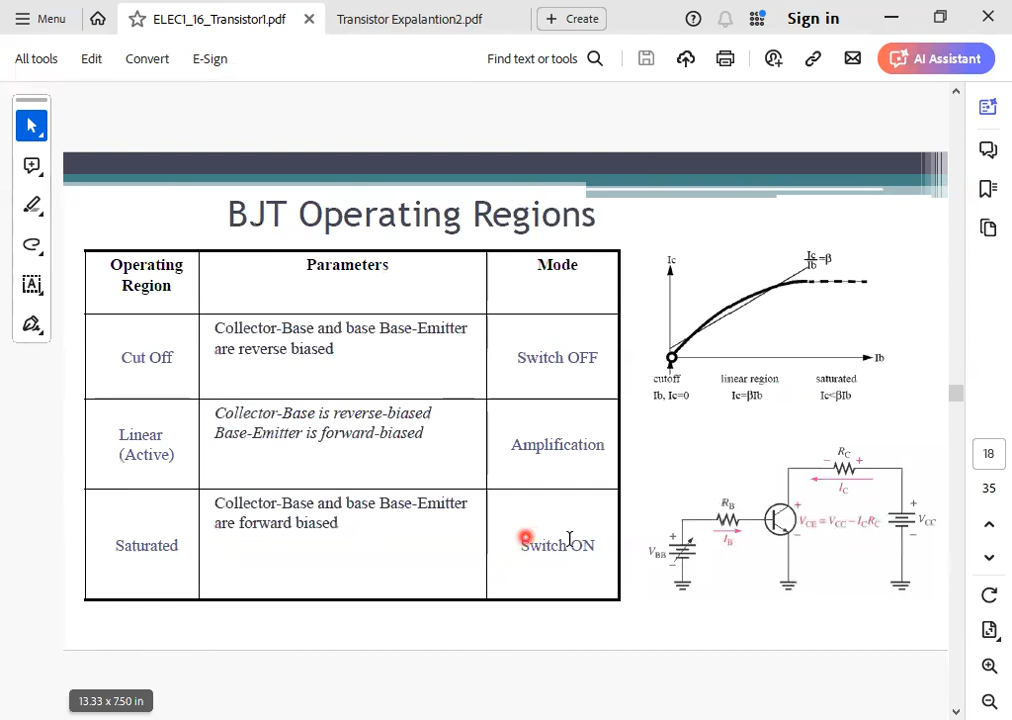 Menu
ELEC1_16_Transistor1.pdf
Transistor Expalantion2.pdf
Create
Sign in
All tools
Edit
Convert
E-Sign
Find text or tools
AI Assistant
BJT Operating Regions
Operating
Region
Parameters
Mode
Cut Off
Collector-Base and base Base-Emitter
are reverse biased
Switch OFF
Linear
(Active)
Collector-Base is reverse-biased
Base-Emitter is forward-biased
Amplification
Saturated
Collector-Base and base Base-Emitter
are forward biased
Switch ON
Ic
Ic
Ib =β
Ib
cutoff
Ib, Ic=0
linear region
Ic=βIb
saturated
Ic<βIb
RC
− +
IC
RB
IB
+
VBB
−
+
VCE = VCC − ICRC
−
+
VCC
−
18
35
13.33 x 7.50 in